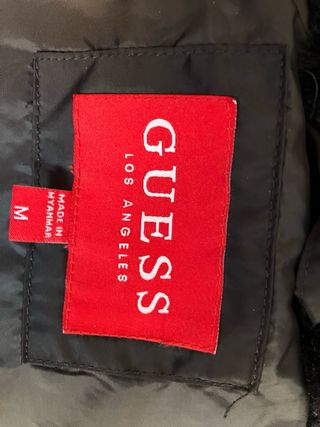 GUESS
LOS ANGELES
MADE IN
MYANMAR
M